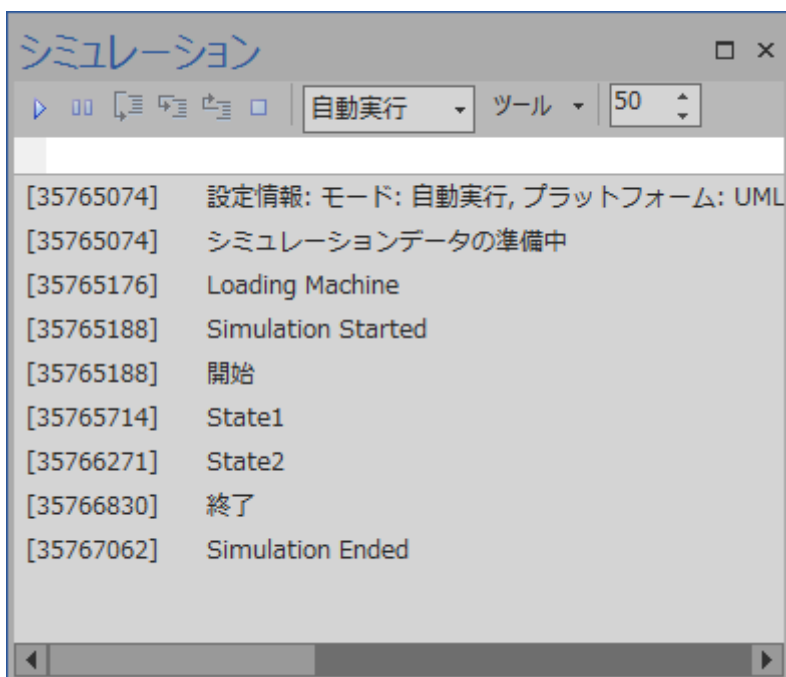 シミュレーション
自動実行 ツール 50
[35765074] 設定情報: モード: 自動実行, プラットフォーム: UML
[35765074] シミュレーションデータの準備中
[35765176] Loading Machine
[35765188] Simulation Started
[35765188] 開始
[35765714] State1
[35766271] State2
[35766830] 終了
[35767062] Simulation Ended